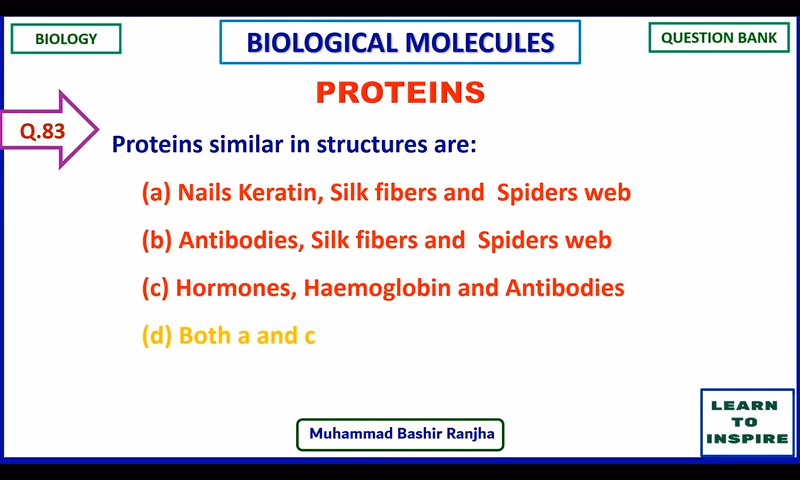 BIOLOGY
BIOLOGICAL MOLECULES
QUESTION BANK
PROTEINS
Q.83
Proteins similar in structures are:
(a) Nails Keratin, Silk fibers and Spiders web
(b) Antibodies, Silk fibers and Spiders web
(c) Hormones, Haemoglobin and Antibodies
(d) Both a and c
LEARN
TO
INSPIRE
Muhammad Bashir Ranjha